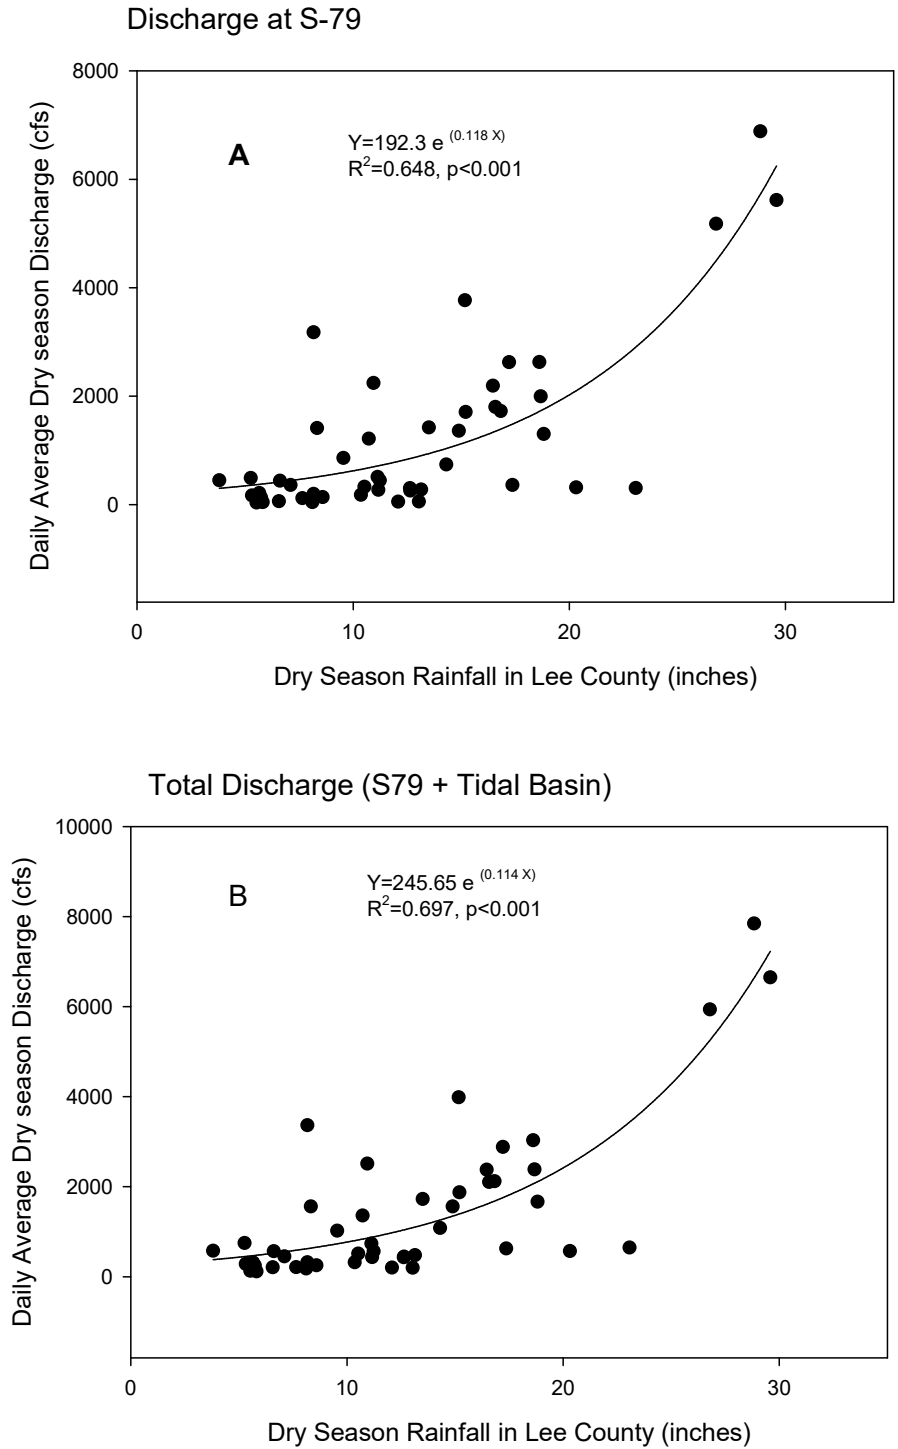 Discharge at S-79
8000
6000
4000
2000
0
Daily Average Dry season Discharge (cfs)
A
Y=192.3 e (0.118 X)
R2=0.648, p<0.001
0 10 20 30
Dry Season Rainfall in Lee County (inches)
Total Discharge (S79 + Tidal Basin)
10000
8000
6000
4000
2000
0
Daily Average Dry season Discharge (cfs)
B
Y=245.65 e (0.114 X)
R2=0.697, p<0.001
0 10 20 30
Dry Season Rainfall in Lee County (inches)